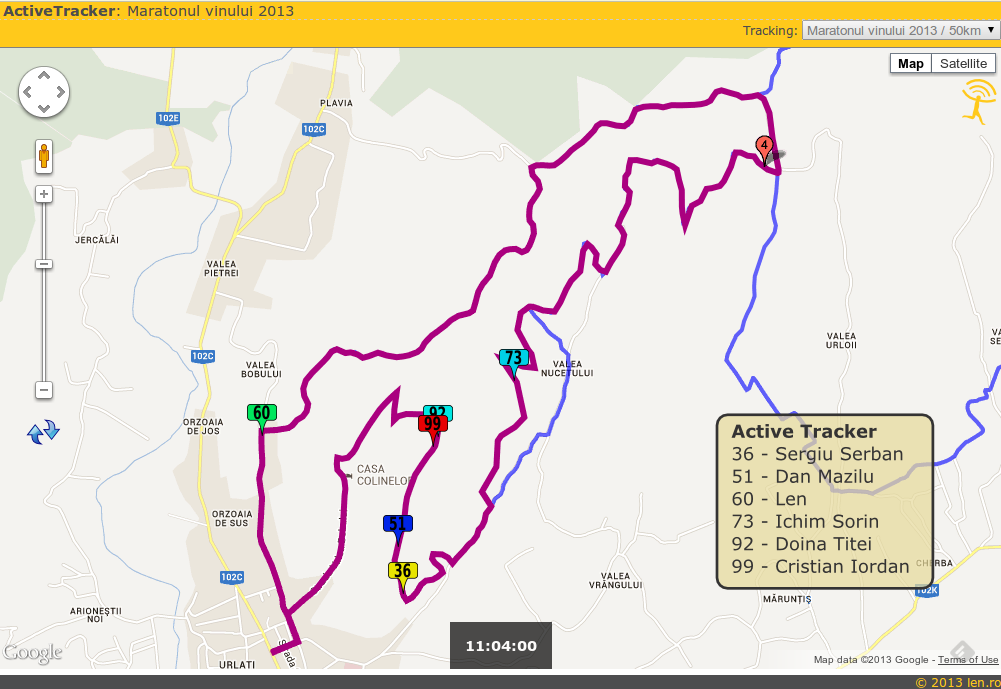 ActiveTracker: Maratonul vinului 2013
Tracking: Maratonul vinului 2013 / 50km
Map Satellite
PLAVIA
102E
102C
4
JERCĂLĂI
VALEA
PIETREI
102C
VALEA
BOBULUI
73
VALEA
NUCETULUI
VALEA
URLOII
60
92
99
ORZOAIA
DE JOS
CASA
COLINELOR
Active Tracker
36 - Sergiu Serban
51 - Dan Mazilu
60 - Len
73 - Ichim Sorin
92 - Doina Titei
99 - Cristian Iordan
ORZOAIA
DE SUS
51
36
102C
VALEA
VRÂNGULUI
CHERBA
102K
MĂRUNȚIȘ
ARIONEȘTII
NOI
11:04:00
Google
URLATI
Map data ©2013 Google - Terms of Use
© 2013 len.ro